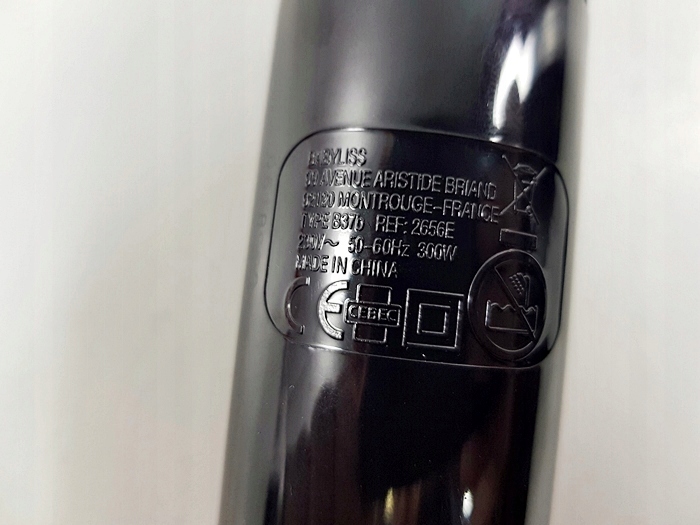 BABYLISS
99 AVENUE ARISTIDE BRIAND
92120 MONTROUGE-FRANCE
TYPE B37b REF: 2656E
230V~ 50-60Hz 300W
MADE IN CHINA
CE CEBEC